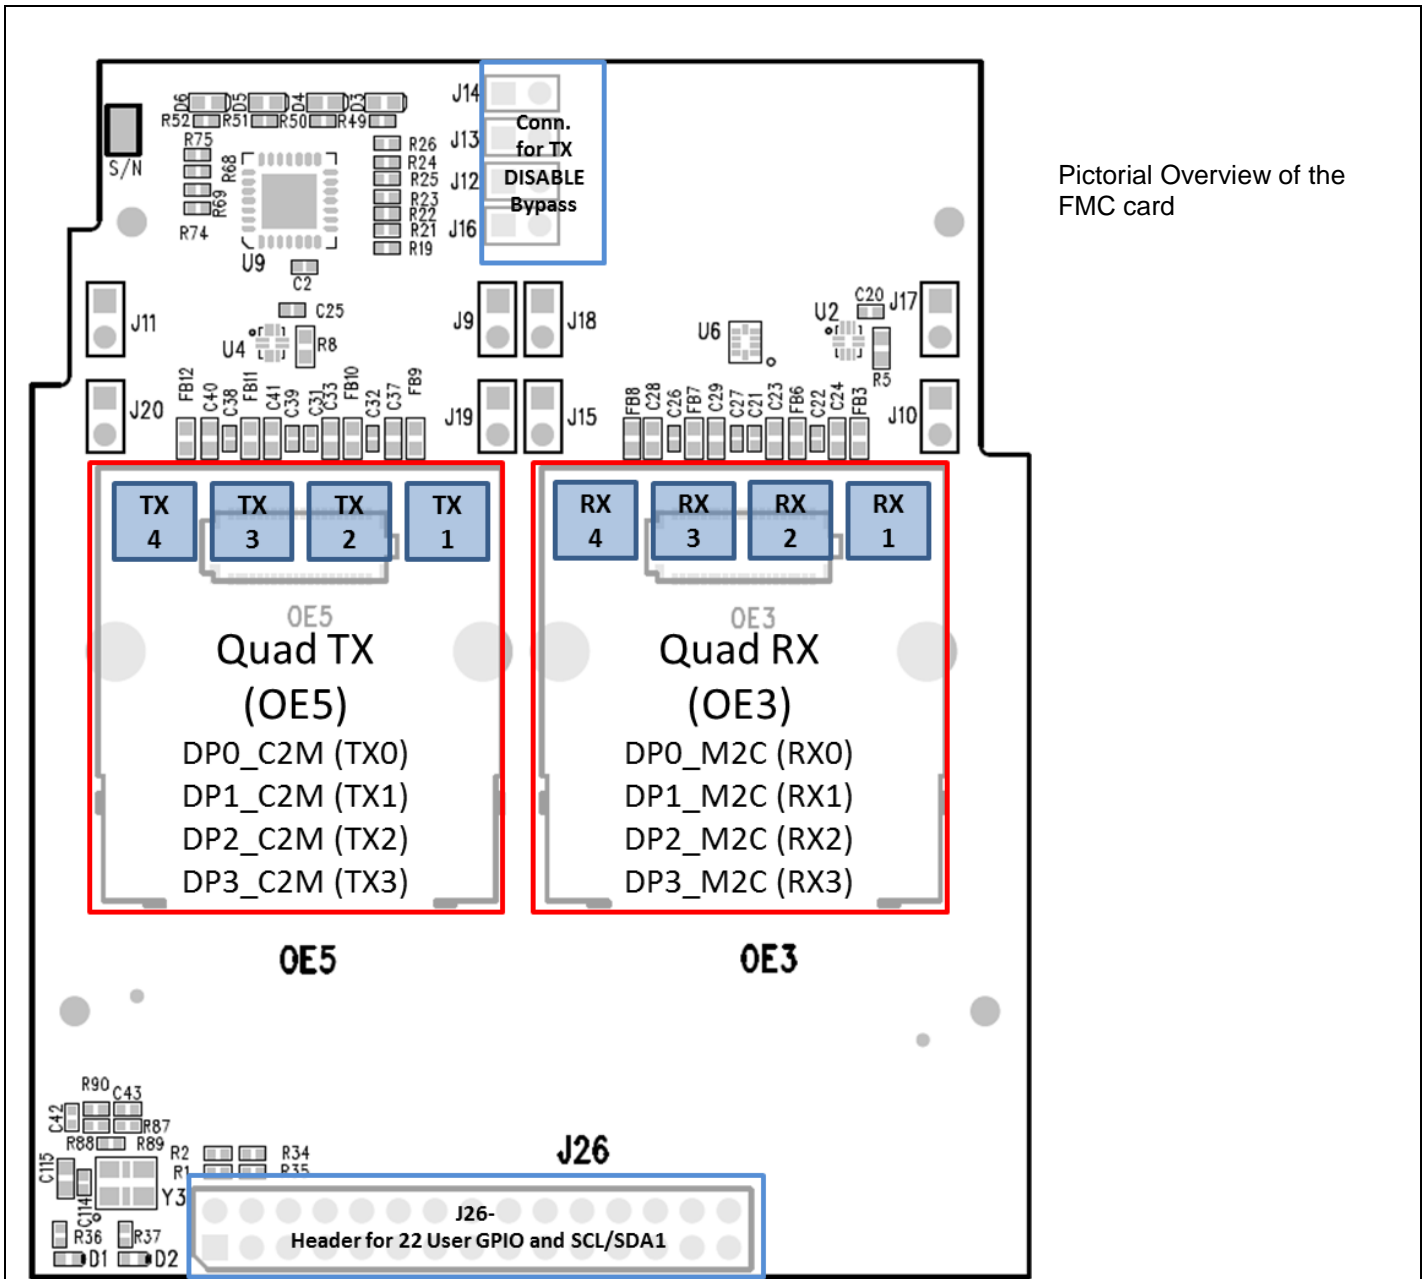 Pictorial Overview of the
FMC card
D6
D5
D4
D3
R52
R51
R50
R49
S/N
R75
R68
R69
R74
U9
C2
R26
R24
R25
R23
R22
R21
R19
J14
J13
J12
J16
Conn.
for TX
DISABLE
Bypass
J11
J20
C25
U4
R8
J9
J18
J19
J15
U6
U2
C20
R5
J17
J10
FB12
C40
C38
FB11
C41
C39
C31
C33
FB10
C32
C37
FB9
FB8
C28
C26
FB7
C29
C27
C21
C23
FB6
C22
C24
FB3
TX
4
TX
3
TX
2
TX
1
RX
4
RX
3
RX
2
RX
1
OE5
Quad TX
(OE5)
DP0_C2M (TX0)
DP1_C2M (TX1)
DP2_C2M (TX2)
DP3_C2M (TX3)
OE3
Quad RX
(OE3)
DP0_M2C (RX0)
DP1_M2C (RX1)
DP2_M2C (RX2)
DP3_M2C (RX3)
OE5
OE3
R90
C43
C42
R87
R88
R89
C115
C114
Y3
R2
R34
R1
R35
R36
R37
D1
D2
J26
J26-
Header for 22 User GPIO and SCL/SDA1